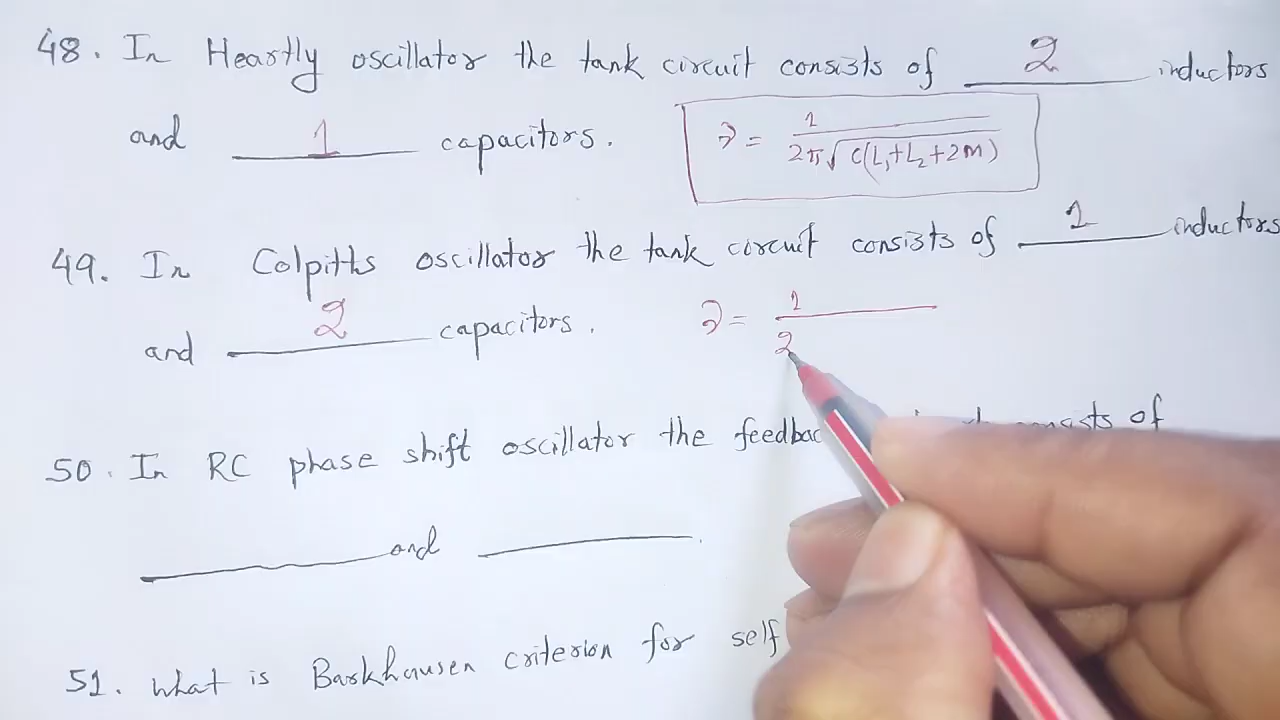 48. In Heartly oscillator the tank circuit consists of 2 inductors
and 1 capacitors. ν = 1 / 2π√C(L₁+L₂+2M)
49. In Colpitts oscillator the tank circuit consists of 1 inductors
and 2 capacitors. ν = 1 / 2
50. In RC phase shift oscillator the feedbac consists of
and .
51. what is Barkhausen criterion for self